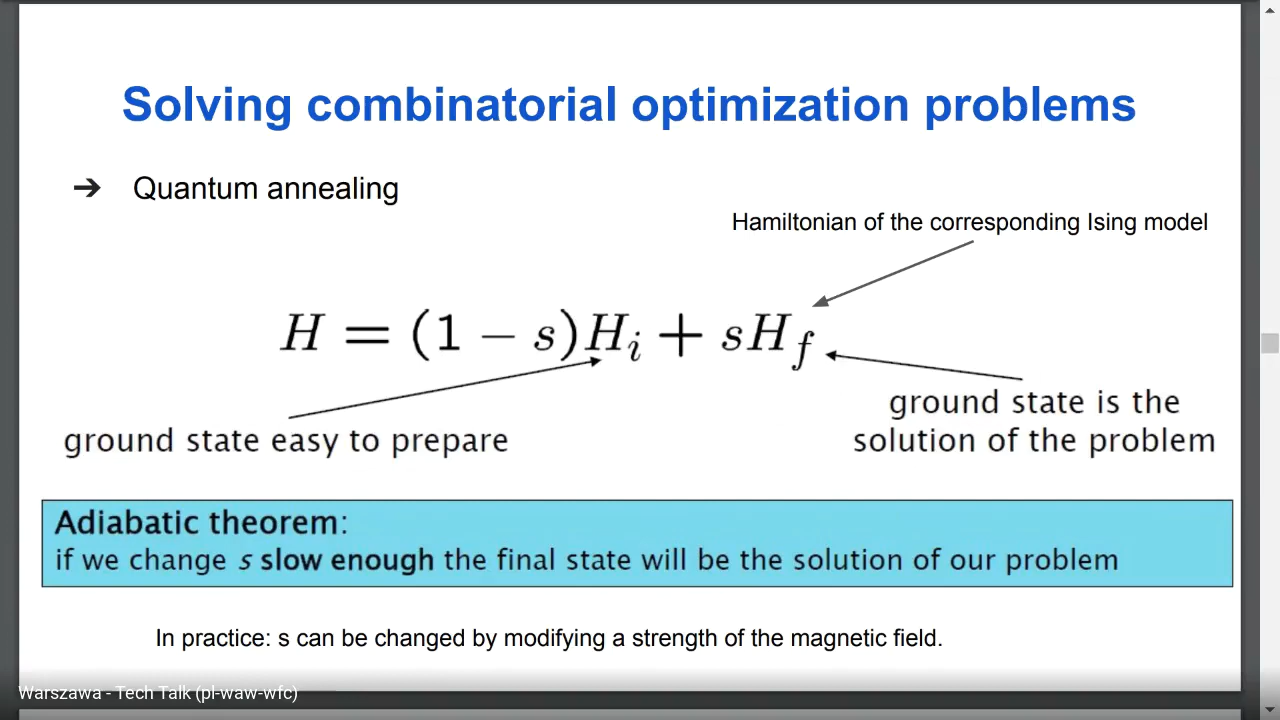 Solving combinatorial optimization problems
➔ Quantum annealing
Hamiltonian of the corresponding Ising model
H = (1 − s)H_i + sH_f
ground state easy to prepare
ground state is the
solution of the problem
Adiabatic theorem:
if we change s slow enough the final state will be the solution of our problem
In practice: s can be changed by modifying a strength of the magnetic field.
Warszawa - Tech Talk (pl-waw-wfc)